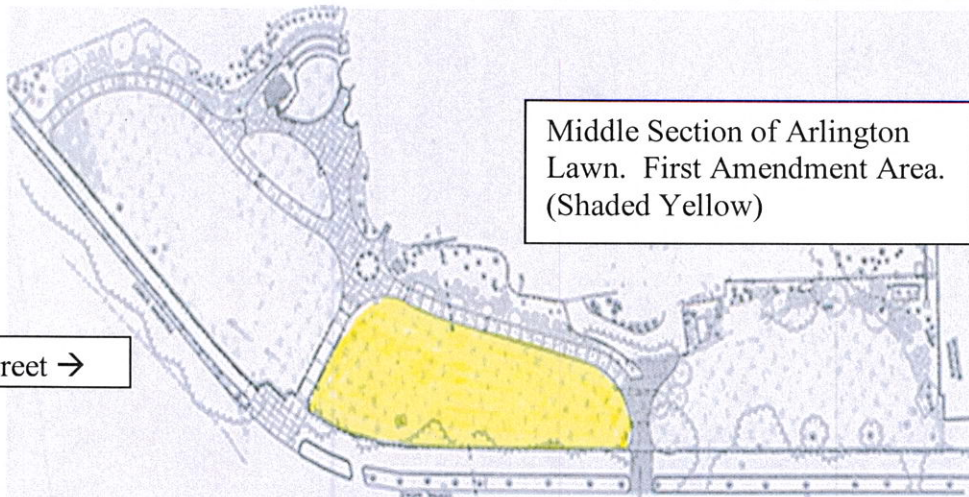 Middle Section of Arlington
Lawn. First Amendment Area.
(Shaded Yellow)
reet →